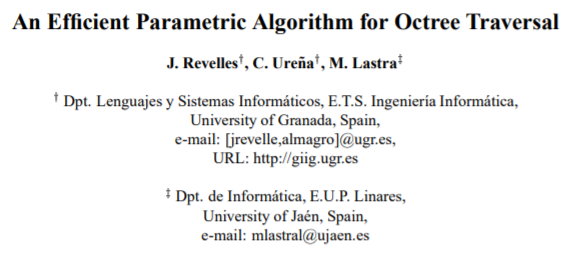 An Efficient Parametric Algorithm for Octree Traversal
J. Revelles†, C. Ureña†, M. Lastra‡
† Dpt. Lenguajes y Sistemas Informáticos, E.T.S. Ingeniería Informática,
University of Granada, Spain,
e-mail: [jrevelle,almagro]@ugr.es,
URL: http://giig.ugr.es
‡ Dpt. de Informática, E.U.P. Linares,
University of Jaén, Spain,
e-mail: mlastral@ujaen.es